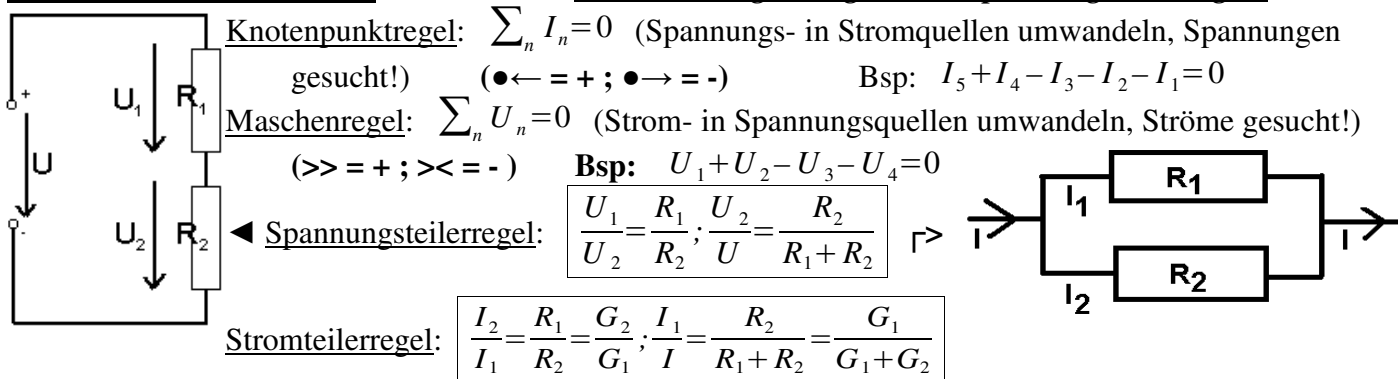 Knotenpunktregel: ∑ₙ Iₙ=0 (Spannungs- in Stromquellen umwandeln, Spannungen
gesucht!) (●← = + ; ●→ = -) Bsp: I₅+I₄–I₃–I₂–I₁=0
Maschenregel: ∑ₙ Uₙ=0 (Strom- in Spannungsquellen umwandeln, Ströme gesucht!)
(>> = + ; >< = - ) Bsp: U₁+U₂–U₃–U₄=0
◄ Spannungsteilerregel: U₁/U₂=R₁/R₂; U₂/U=R₂/(R₁+R₂) ┌>
Stromteilerregel: I₂/I₁=R₁/R₂=G₂/G₁; I₁/I=R₂/(R₁+R₂)=G₁/(G₁+G₂)
+
U
-
U₁ R₁
U₂ R₂
I
I₁ R₁
I₂ R₂
I